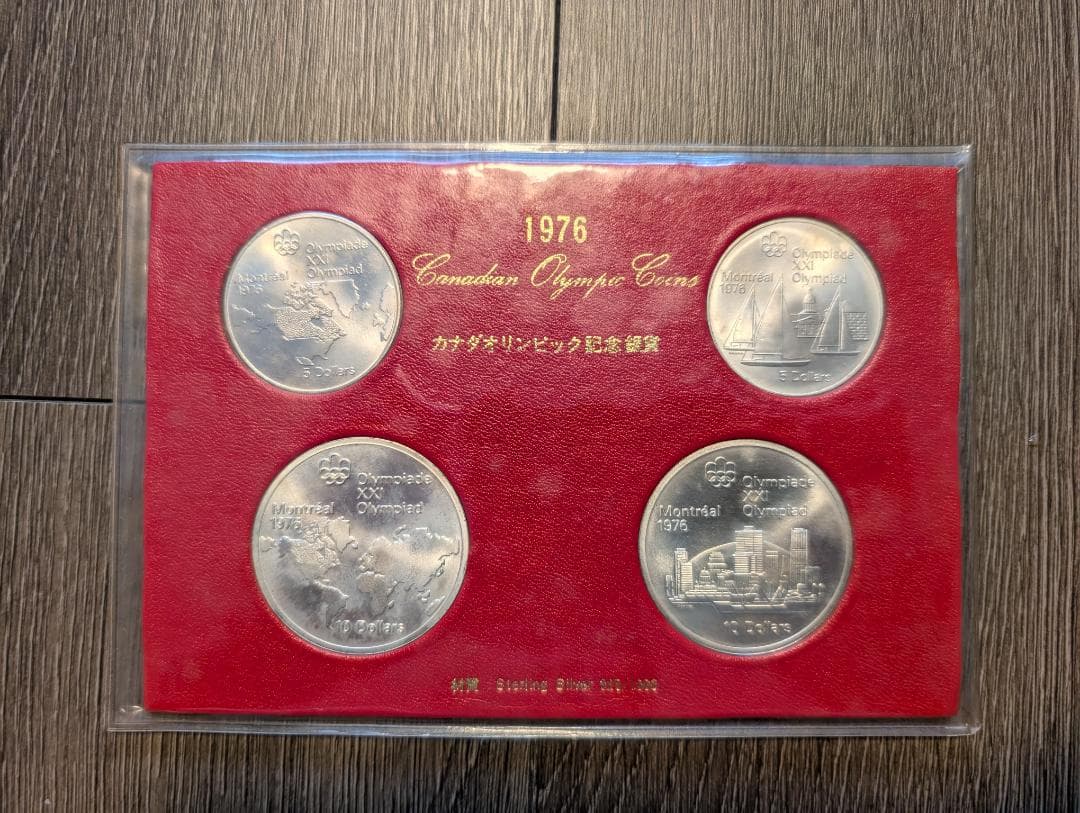 1976
Canadian Olympic Coins
カナダオリンピック記念銀貨
Olympiade
XXI
Olympiad
Montréal
1976
5 Dollars
Olympiade
XXI
Olympiad
Montréal
1976
5 Dollars
Olympiade
XXI
Olympiad
Montréal
1976
10 Dollars
Olympiade
XXI
Olympiad
Montréal
1976
10 Dollars
材質 Sterling Silver